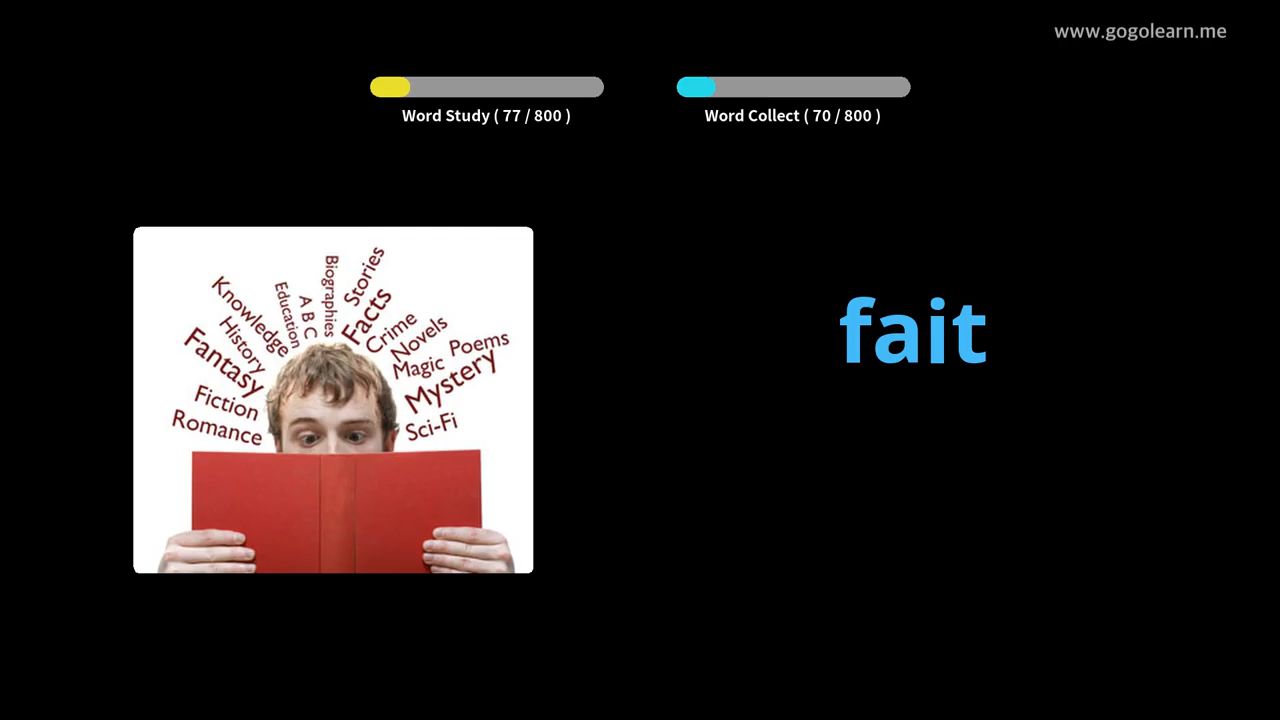 www.gogolearn.me
Word Study ( 77 / 800 )
Word Collect ( 70 / 800 )
fait
Knowledge
Education
A B C
Biographies
Stories
Facts
History
Fantasy
Crime
Novels
Magic
Poems
Mystery
Fiction
Romance
Sci-Fi